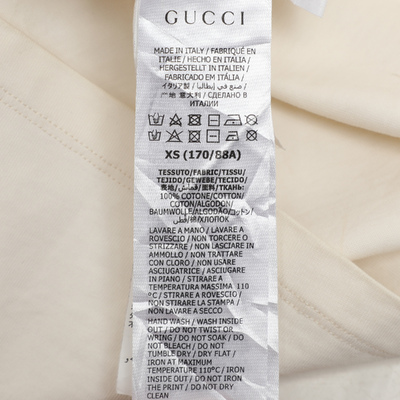 GUCCI
MADE IN ITALY / FABRIQUÉ EN
ITALIE / HECHO EN ITALIA /
HERGESTELLT IN ITALIEN /
FABRICADO EM ITÁLIA /
イタリア製 / صنع في إيطاليا /
产地 意大利 / СДЕЛАНО В
ИТАЛИИ
XS (170/88A)
TESSUTO/FABRIC/TISSU/
TEJIDO/GEWEBE/TECIDO/
表地/قماش/面料/ТКАНЬ:
100% COTONE/COTTON/
COTON/ALGODON/
BAUMWOLLE/ALGODÃO/コットン/
قطن/棉/ХЛОПОК
LAVARE A MANO / LAVARE A
ROVESCIO / NON TORCERE O
STRIZZARE / NON LASCIARE IN
AMMOLLO / NON TRATTARE
CON CLORO / NON USARE
ASCIUGATRICE / ASCIUGARE
IN PIANO / STIRARE A
TEMPERATURA MASSIMA 110
°C / STIRARE A ROVESCIO /
NON STIRARE LA STAMPA /
NON LAVARE A SECCO
HAND WASH / WASH INSIDE
OUT / DO NOT TWIST OR
WRING / DO NOT SOAK / DO
NOT BLEACH / DO NOT
TUMBLE DRY / DRY FLAT /
IRON AT MAXIMUM
TEMPERATURE 110°C / IRON
INSIDE OUT / DO NOT IRON
THE PRINT / DO NOT DRY
CLEAN